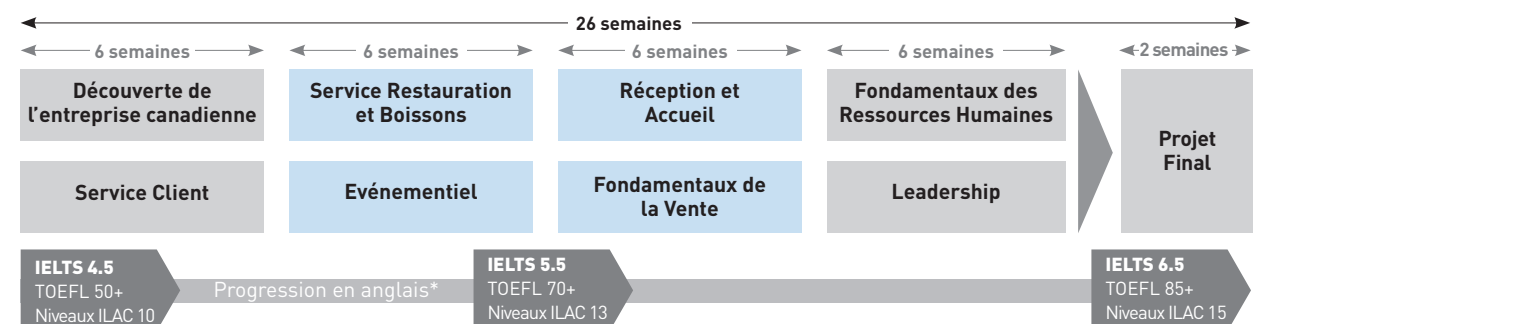 26 semaines
6 semaines
6 semaines
6 semaines
6 semaines
2 semaines
Découverte de
l'entreprise canadienne
Service Restauration
et Boissons
Réception et
Accueil
Fondamentaux des
Ressources Humaines
Projet
Final
Service Client
Evénementiel
Fondamentaux de
la Vente
Leadership
IELTS 4.5
TOEFL 50+
Niveaux ILAC 10
Progression en anglais*
IELTS 5.5
TOEFL 70+
Niveaux ILAC 13
IELTS 6.5
TOEFL 85+
Niveaux ILAC 15